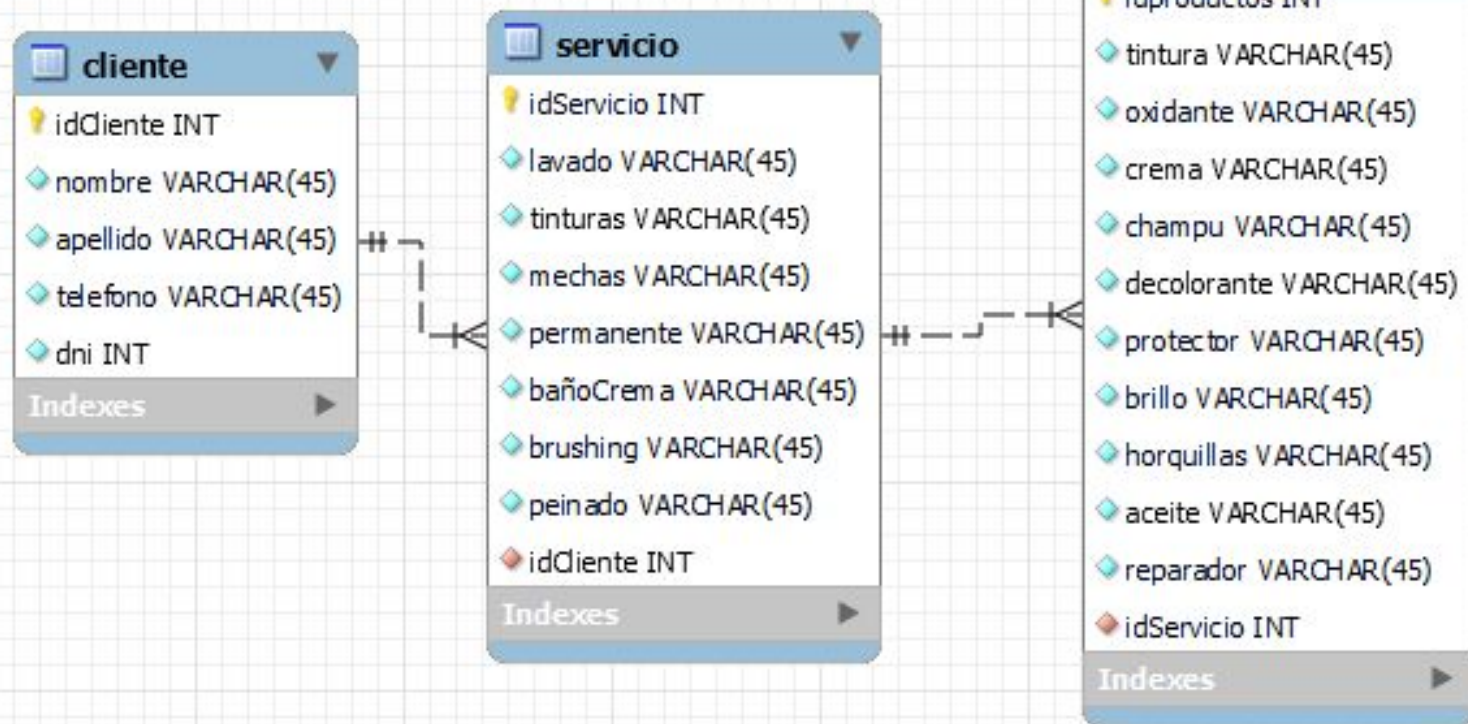 cliente
idCliente INT
nombre VARCHAR(45)
apellido VARCHAR(45)
telefono VARCHAR(45)
dni INT
Indexes
servicio
idServicio INT
lavado VARCHAR(45)
tinturas VARCHAR(45)
mechas VARCHAR(45)
permanente VARCHAR(45)
bañoCrema VARCHAR(45)
brushing VARCHAR(45)
peinado VARCHAR(45)
idCliente INT
Indexes
idproductos INT
tintura VARCHAR(45)
oxidante VARCHAR(45)
crema VARCHAR(45)
champu VARCHAR(45)
decolorante VARCHAR(45)
protector VARCHAR(45)
brillo VARCHAR(45)
horquillas VARCHAR(45)
aceite VARCHAR(45)
reparador VARCHAR(45)
idServicio INT
Indexes